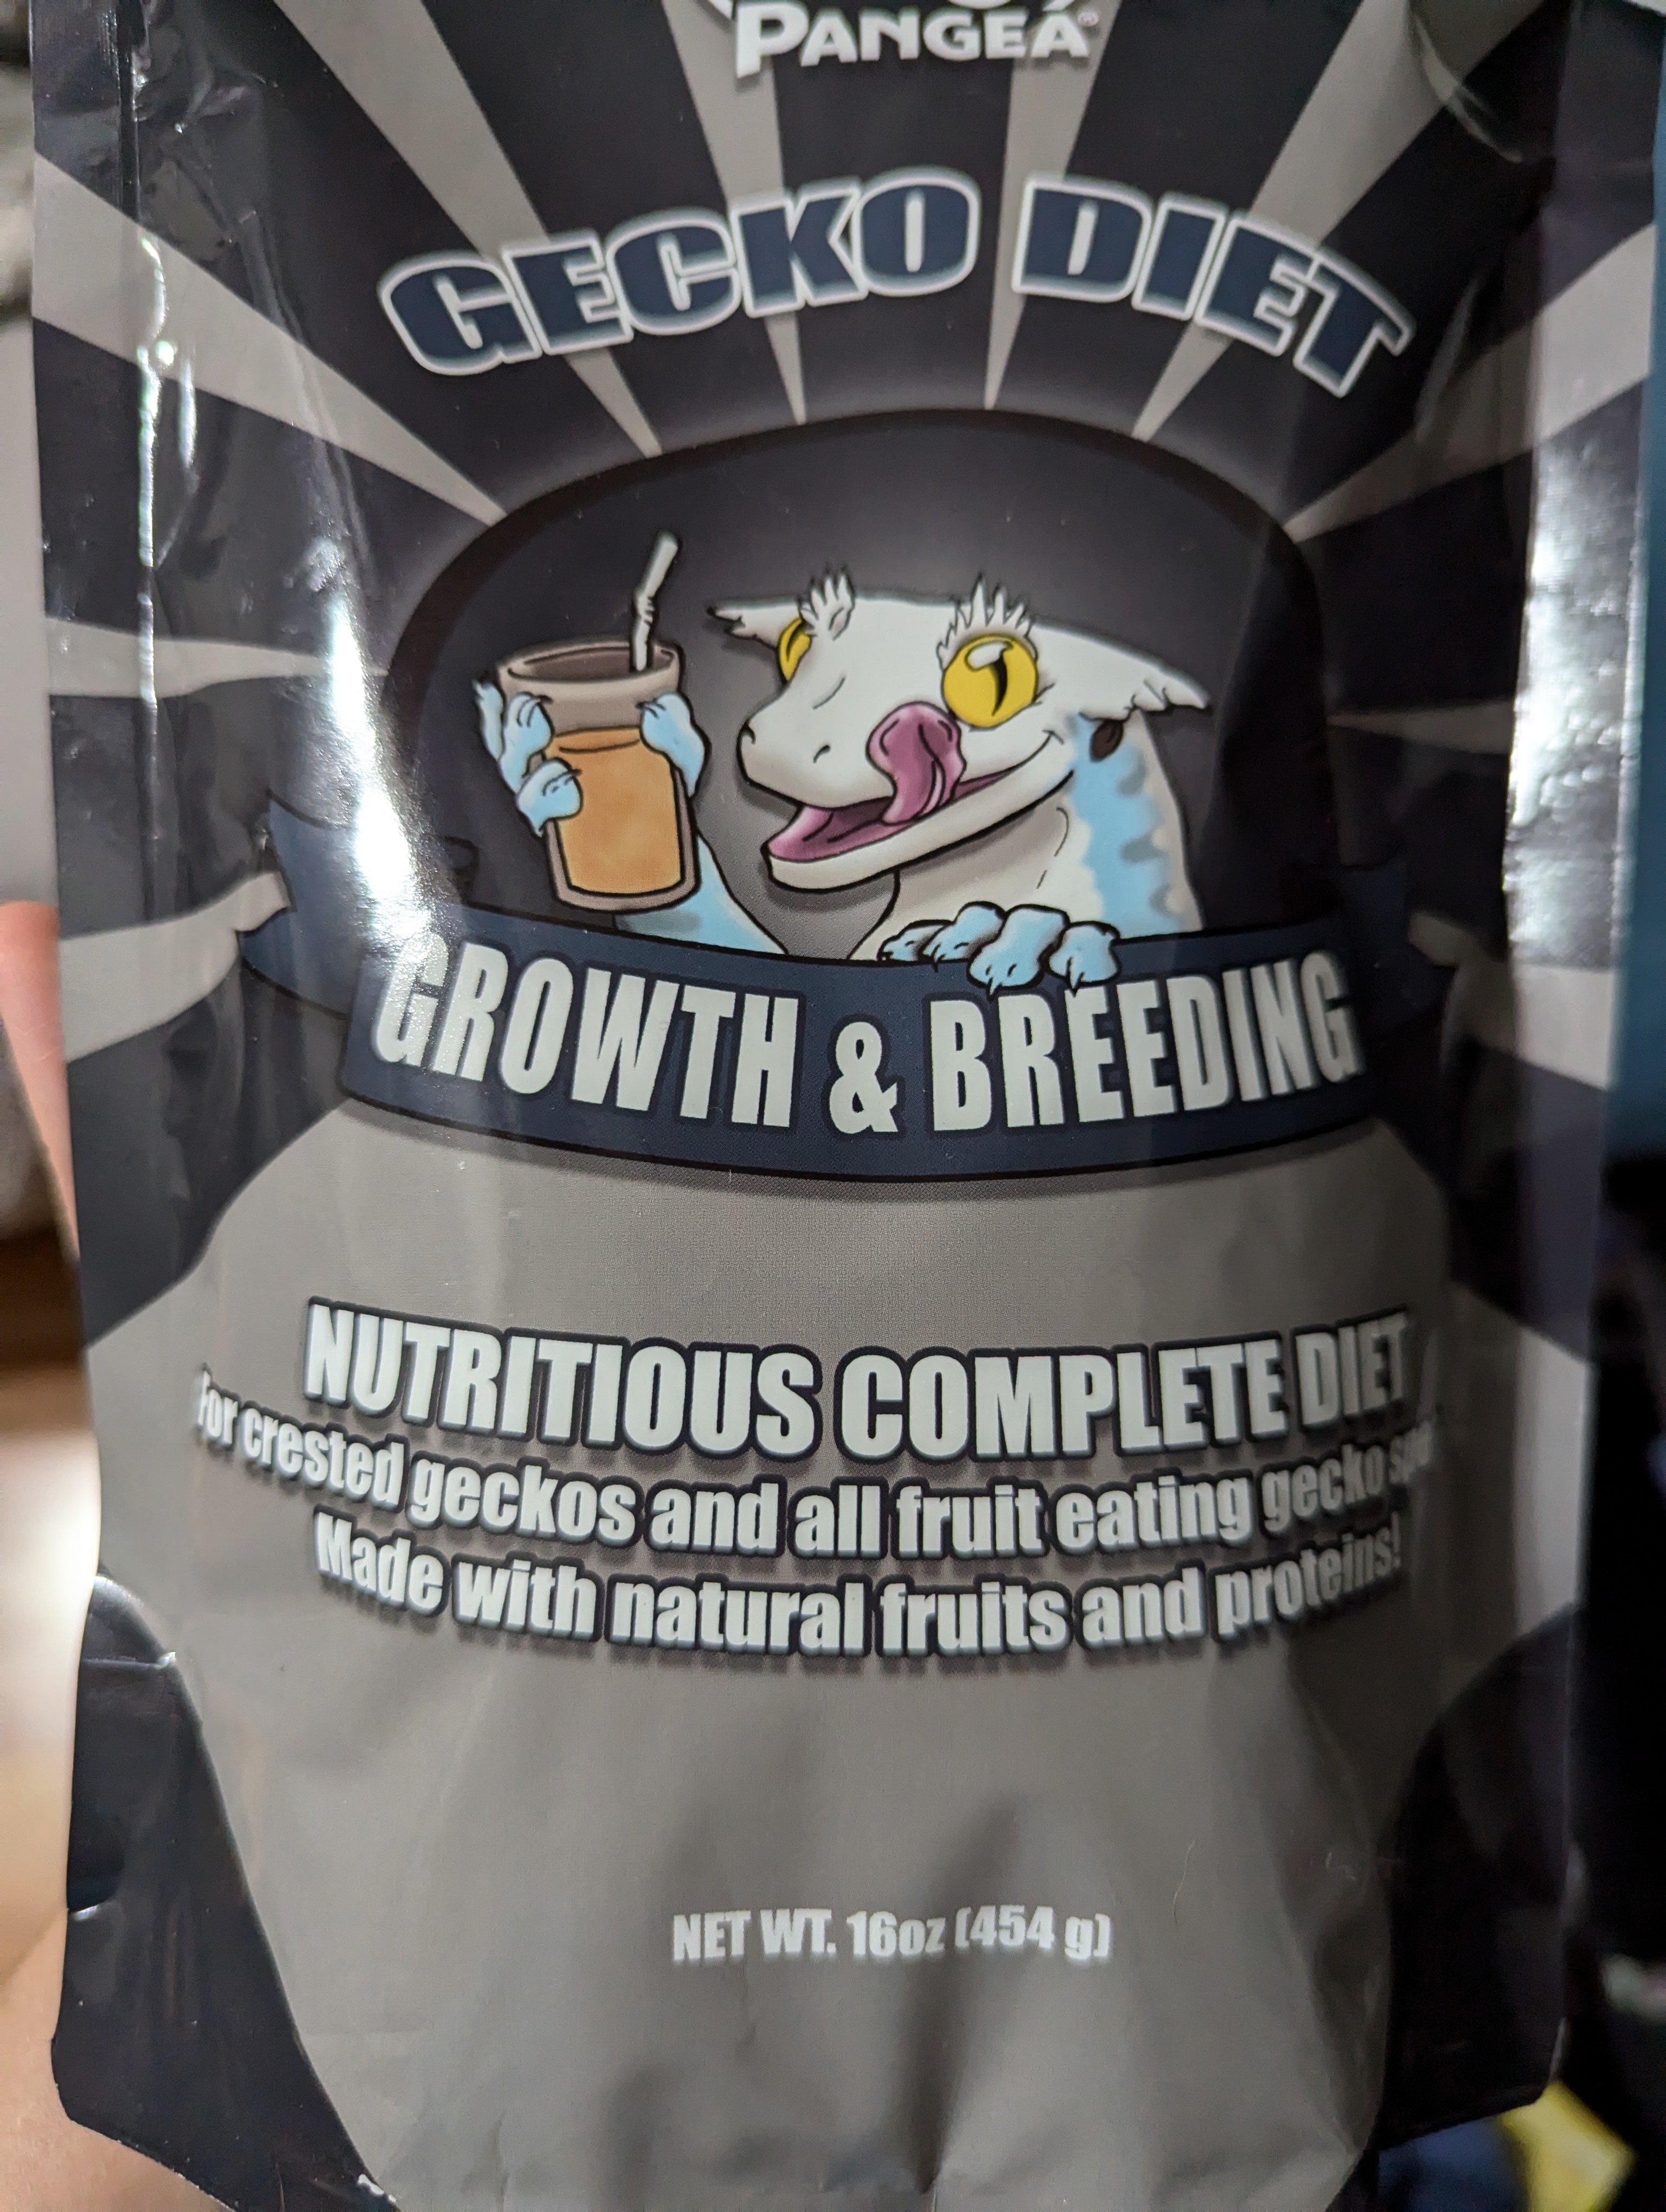 PANGEA
GECKO DIET
GROWTH & BREEDING
NUTRITIOUS COMPLETE DIET
For crested geckos and all fruit eating gecko
Made with natural fruits and proteins!
NET WT. 16oz (454 g)